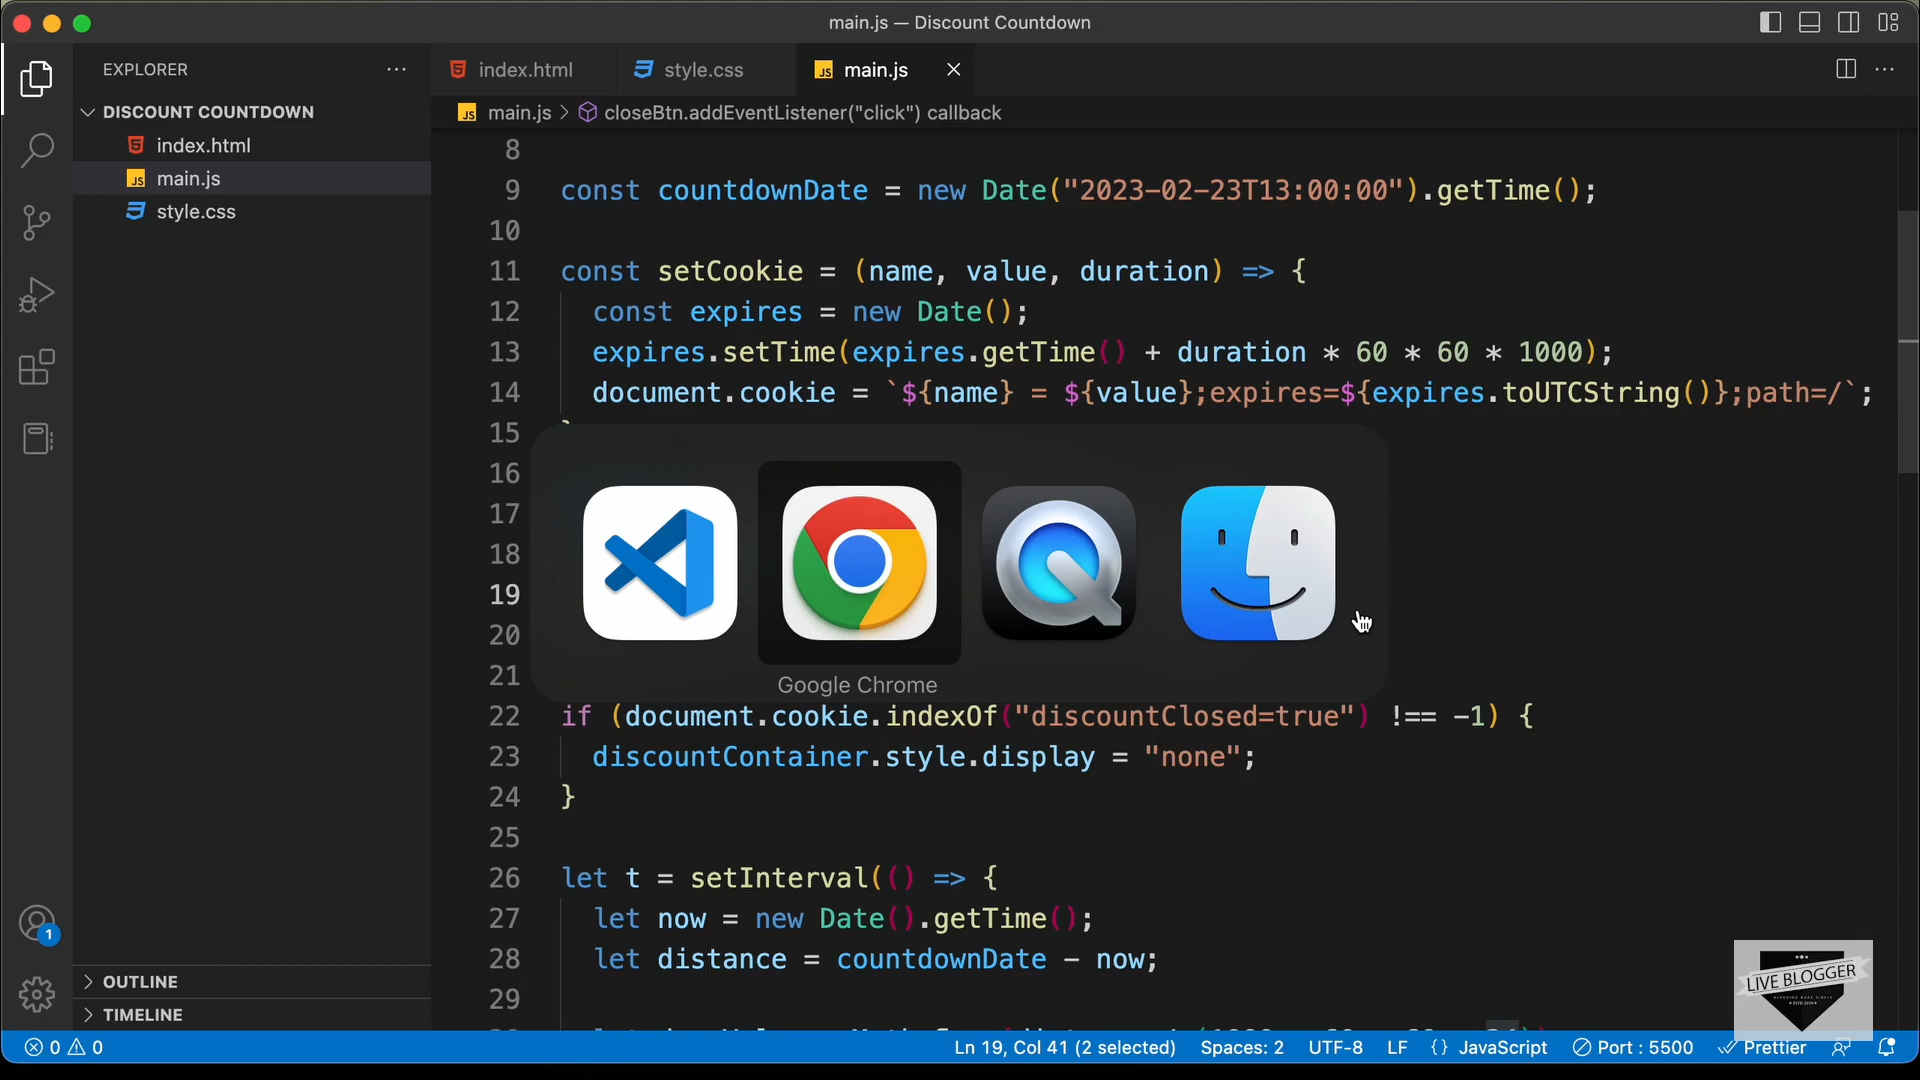 main.js — Discount Countdown
EXPLORER
index.html
style.css
main.js
DISCOUNT COUNTDOWN
main.js > closeBtn.addEventListener("click") callback
index.html
main.js
style.css
8
9 const countdownDate = new Date("2023-02-23T13:00:00").getTime();
10
11 const setCookie = (name, value, duration) => {
12 const expires = new Date();
13 expires.setTime(expires.getTime() + duration * 60 * 60 * 1000);
14 document.cookie = `${name} = ${value};expires=${expires.toUTCString()};path=/`;
15
16
17
18
19
20
21
Google Chrome
22 if (document.cookie.indexOf("discountClosed=true") !== -1) {
23 discountContainer.style.display = "none";
24 }
25
26 let t = setInterval(() => {
27 let now = new Date().getTime();
28 let distance = countdownDate - now;
29
OUTLINE
TIMELINE
1
LIVE BLOGGER
0 0
Ln 19, Col 41 (2 selected)
Spaces: 2
UTF-8
LF
{} JavaScript
Port : 5500
Prettier